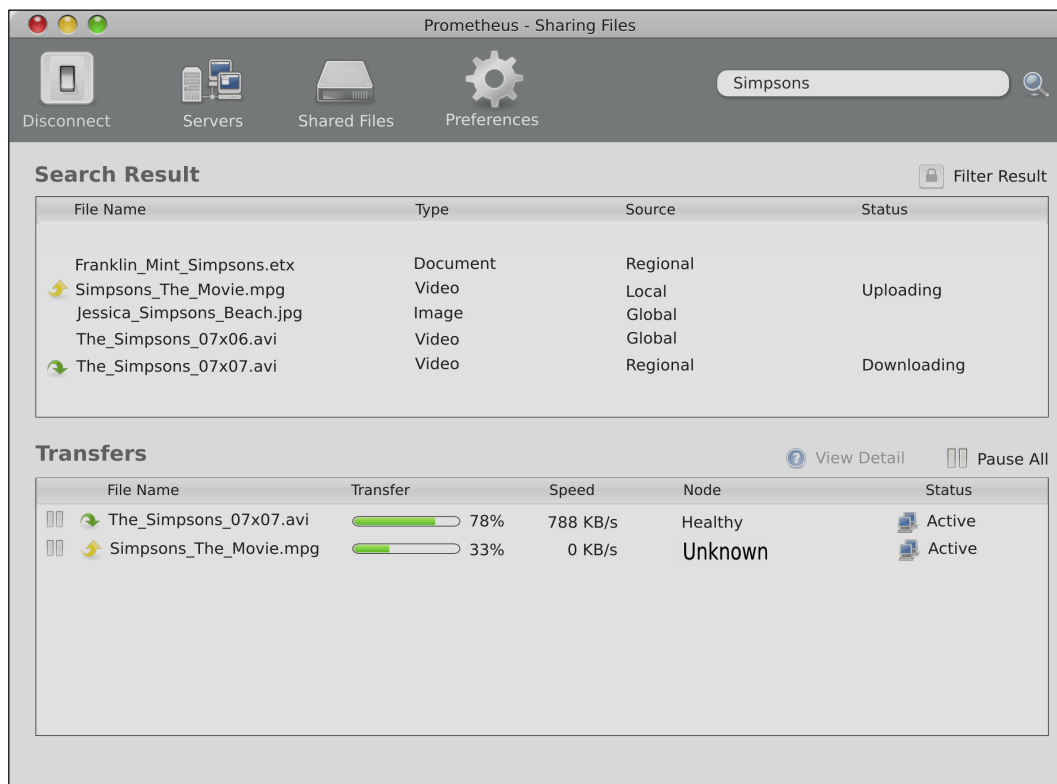 Prometheus - Sharing Files
Simpsons
Disconnect Servers Shared Files Preferences
Search Result
Filter Result
File Name Type Source Status
Franklin_Mint_Simpsons.etx Document Regional
Simpsons_The_Movie.mpg Video Local Uploading
Jessica_Simpsons_Beach.jpg Image Global
The_Simpsons_07x06.avi Video Global
The_Simpsons_07x07.avi Video Regional Downloading
Transfers
View Detail Pause All
File Name Transfer Speed Node Status
The_Simpsons_07x07.avi 78% 788 KB/s Healthy Active
Simpsons_The_Movie.mpg 33% 0 KB/s Unknown Active